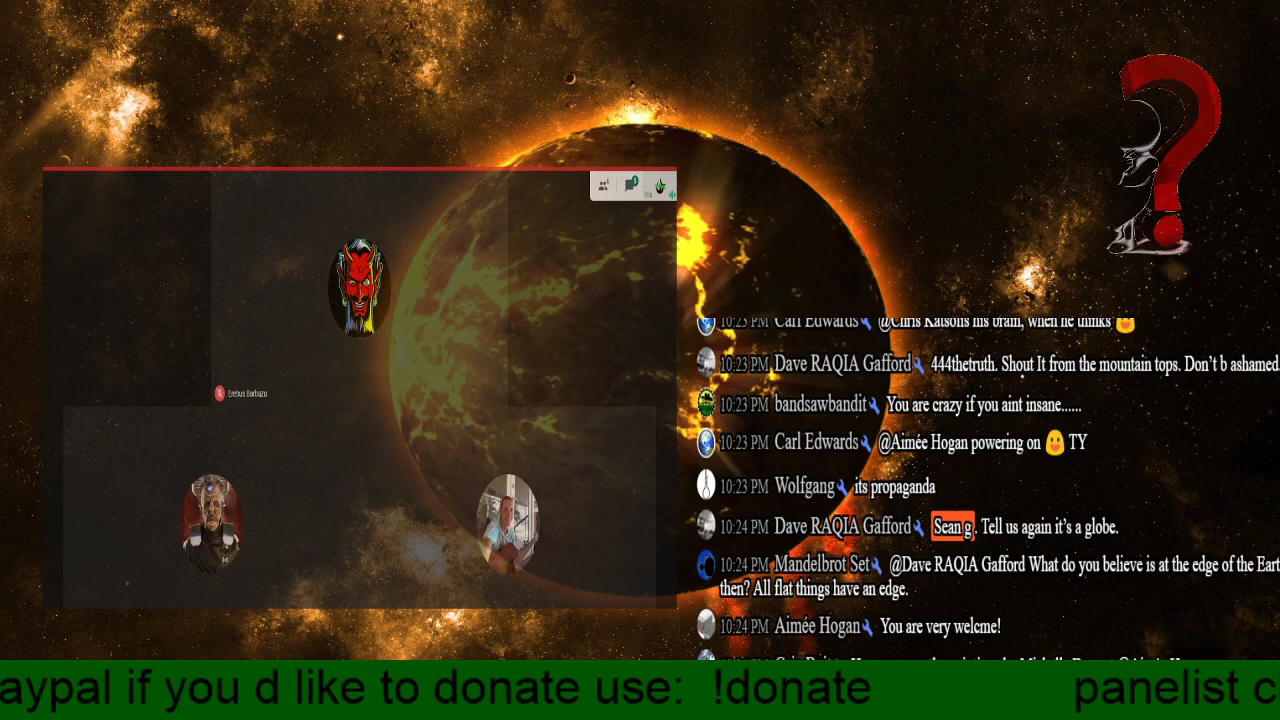 You
Erebus Barbazu
10:23 PM Carl Edwards @Chris Katsons his brain, when he thinks
10:23 PM Dave RAQIA Gafford 444thetruth. Shout It from the mountain tops. Don't b ashamed.
10:23 PM bandsawbandit You are crazy if you aint insane......
10:23 PM Carl Edwards @Aimée Hogan powering on TY
10:23 PM Wolfgang its propaganda
10:24 PM Dave RAQIA Gafford Sean g. Tell us again it's a globe.
10:24 PM Mandelbrot Set @Dave RAQIA Gafford What do you believe is at the edge of the Eart
then? All flat things have an edge.
10:24 PM Aimée Hogan You are very welcme!
aypal if you d like to donate use: !donate panelist c